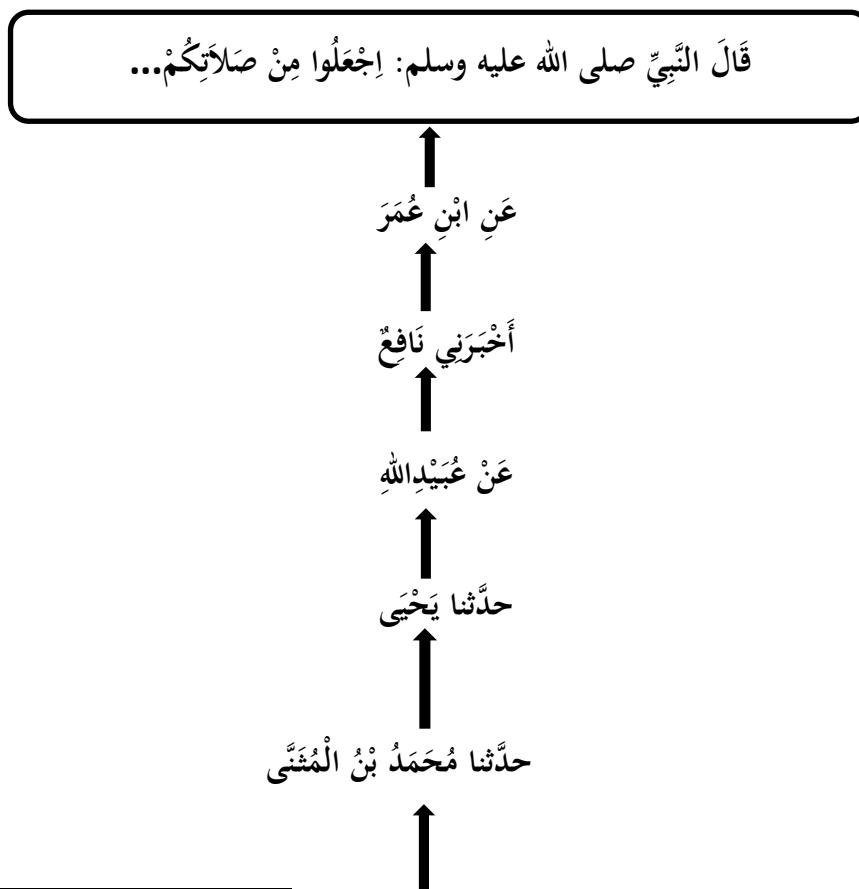 قَالَ النَّبِيِّ صلى الله عليه وسلم: اِجْعَلُوا مِنْ صَلاَتِكُمْ...
عَنِ ابْنِ عُمَرَ
أَخْبَرَنِي نَافِعٌ
عَنْ عُبَيْدِاللهِ
حدَّثنا يَحْيَى
حدَّثنا مُحَمَدُ بْنُ الْمُثَنَّى